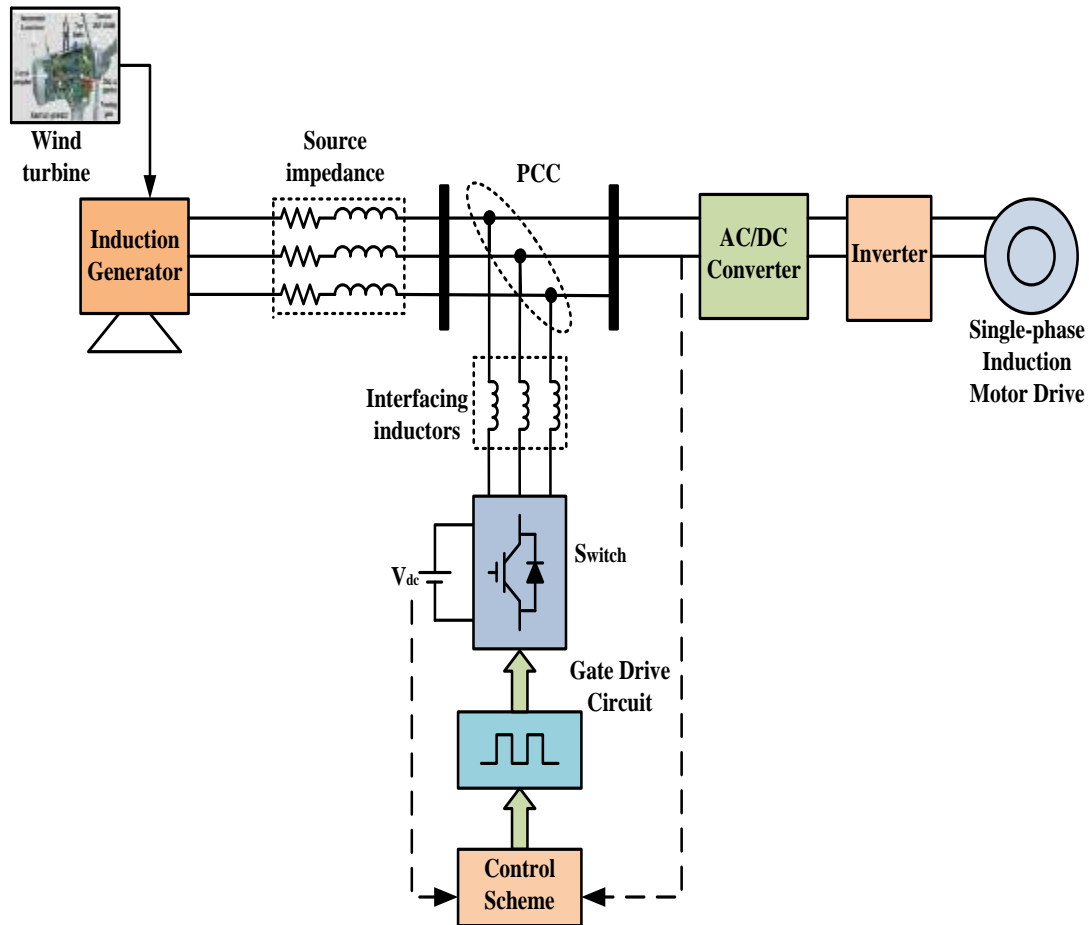 Wind
turbine
Source
impedance
PCC
Induction
Generator
AC/DC
Converter
Inverter
Single-phase
Induction
Motor Drive
Interfacing
inductors
Switch
Vdc
Gate Drive
Circuit
Control
Scheme